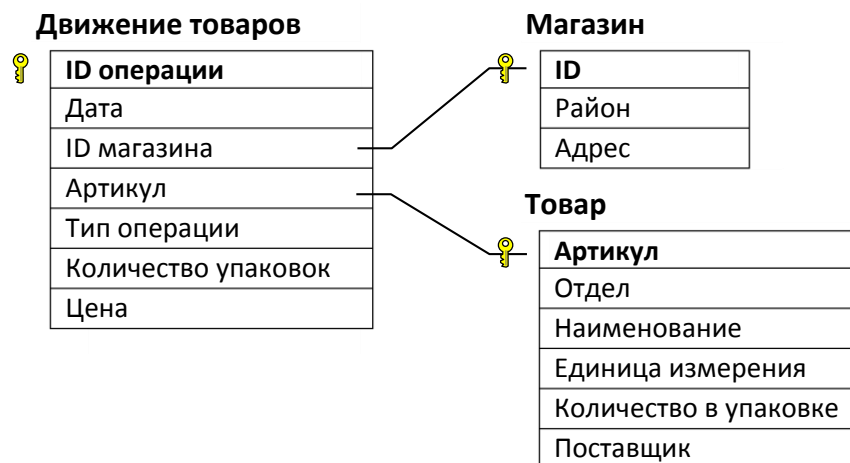 Движение товаров
ID операции
Дата
ID магазина
Артикул
Тип операции
Количество упаковок
Цена
Магазин
ID
Район
Адрес
Товар
Артикул
Отдел
Наименование
Единица измерения
Количество в упаковке
Поставщик